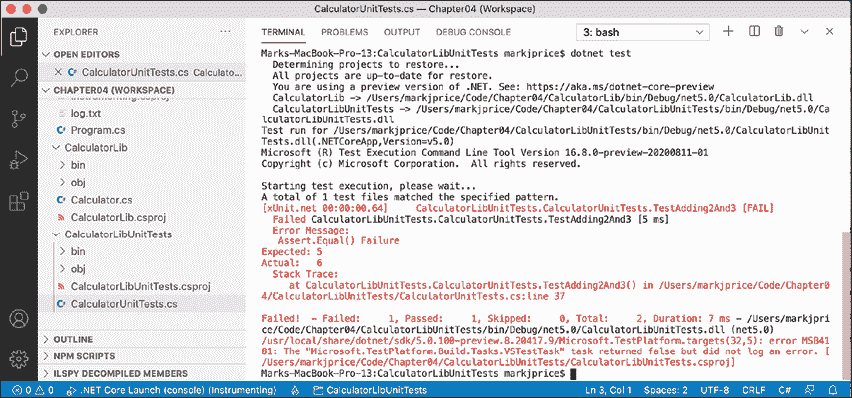 CalculatorUnitTests.cs — Chapter04 (Workspace)
EXPLORER
OPEN EDITORS
CalculatorUnitTests.cs Calculato...
CHAPTER04 (WORKSPACE)
log.txt
Program.cs
CalculatorLib
bin
obj
Calculator.cs
CalculatorLib.csproj
CalculatorLibUnitTests
bin
obj
CalculatorLibUnitTests.csproj
CalculatorUnitTests.cs
OUTLINE
NPM SCRIPTS
ILSPY DECOMPILED MEMBERS
TERMINAL PROBLEMS OUTPUT DEBUG CONSOLE 3: bash
Marks-MacBook-Pro-13:CalculatorLibUnitTests markjprice$ dotnet test
Determining projects to restore...
All projects are up-to-date for restore.
You are using a preview version of .NET. See: https://aka.ms/dotnet-core-preview
CalculatorLib -> /Users/markjprice/Code/Chapter04/CalculatorLib/bin/Debug/net5.0/CalculatorLib.dll
CalculatorLibUnitTests -> /Users/markjprice/Code/Chapter04/CalculatorLibUnitTests/bin/Debug/net5.0/Ca
lculatorLibUnitTests.dll
Test run for /Users/markjprice/Code/Chapter04/CalculatorLibUnitTests/bin/Debug/net5.0/CalculatorLibUnit
Tests.dll(.NETCoreApp,Version=v5.0)
Microsoft (R) Test Execution Command Line Tool Version 16.8.0-preview-20200811-01
Copyright (c) Microsoft Corporation. All rights reserved.
Starting test execution, please wait...
A total of 1 test files matched the specified pattern.
[xUnit.net 00:00:00.64] CalculatorLibUnitTests.CalculatorUnitTests.TestAdding2And3 [FAIL]
Failed CalculatorLibUnitTests.CalculatorUnitTests.TestAdding2And3 [5 ms]
Error Message:
Assert.Equal() Failure
Expected: 5
Actual: 6
Stack Trace:
at CalculatorLibUnitTests.CalculatorUnitTests.TestAdding2And3() in /Users/markjprice/Code/Chapter0
4/CalculatorLibUnitTests/CalculatorUnitTests.cs:line 37
Failed! - Failed: 1, Passed: 1, Skipped: 0, Total: 2, Duration: 7 ms - /Users/markjpri
ce/Code/Chapter04/CalculatorLibUnitTests/bin/Debug/net5.0/CalculatorLibUnitTests.dll (net5.0)
/usr/local/share/dotnet/sdk/5.0.100-preview.8.20417.9/Microsoft.TestPlatform.targets(32,5): error MSB41
81: The "Microsoft.TestPlatform.Build.Tasks.VSTestTask" task returned false but did not log an error. [
/Users/markjprice/Code/Chapter04/CalculatorLibUnitTests/CalculatorLibUnitTests.csproj]
Marks-MacBook-Pro-13:CalculatorLibUnitTests markjprice$
0 0 .NET Core Launch (console) (Instrumenting) CalculatorLibUnitTests Ln 3, Col 1 Spaces: 2 UTF-8 CRLF C#